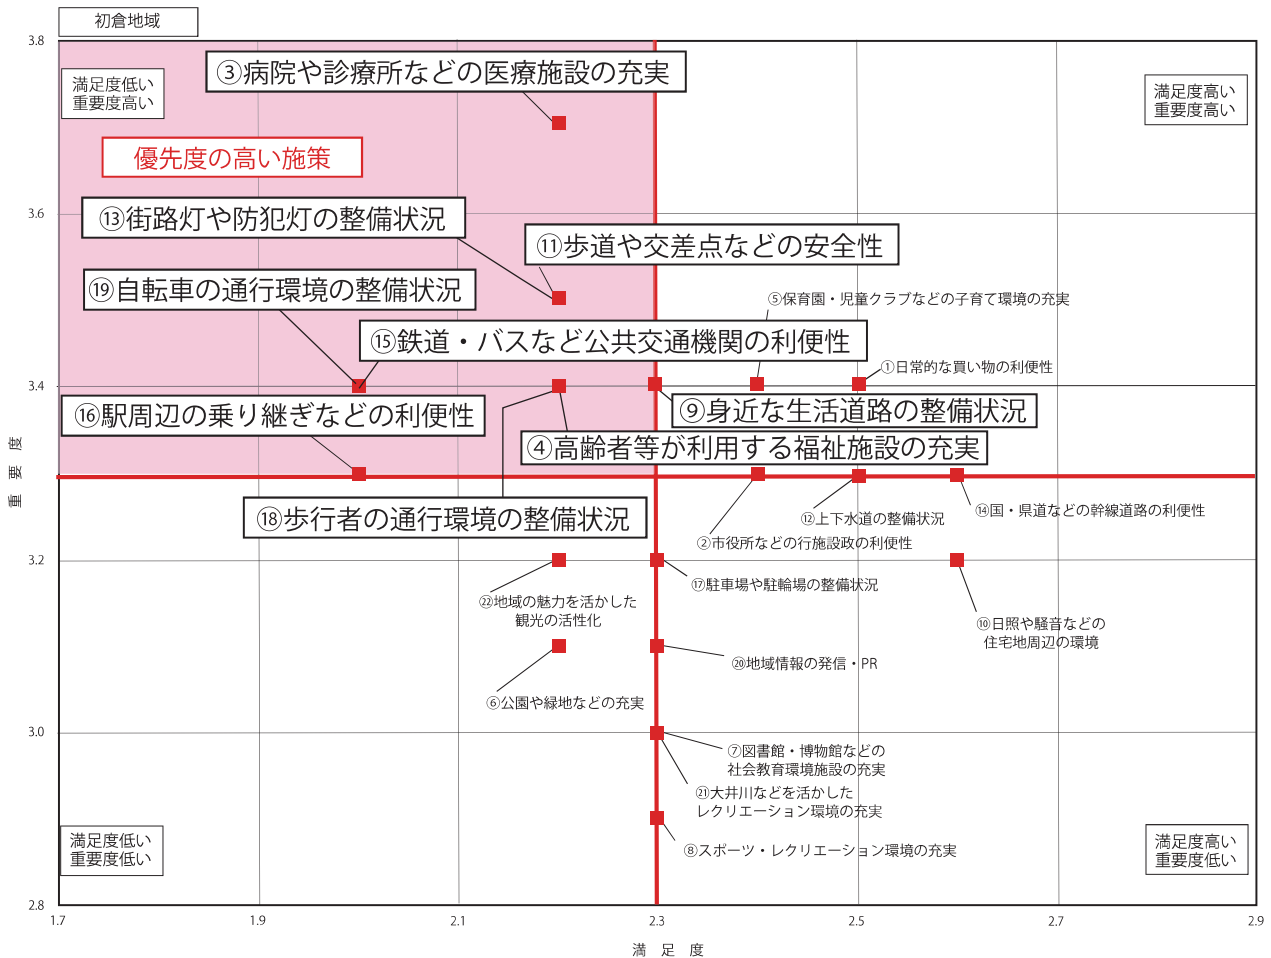 初倉地域
3.8
③病院や診療所などの医療施設の充実
満足度低い
重要度高い
満足度高い
重要度高い
優先度の高い施策
⑬街路灯や防犯灯の整備状況
3.6
⑪歩道や交差点などの安全性
⑲自転車の通行環境の整備状況
⑤保育園・児童クラブなどの子育て環境の充実
⑮鉄道・バスなど公共交通機関の利便性
①日常的な買い物の利便性
3.4
⑯駅周辺の乗り継ぎなどの利便性
⑨身近な生活道路の整備状況
④高齢者等が利用する福祉施設の充実
重要度
⑱歩行者の通行環境の整備状況
⑫上下水道の整備状況
⑭国・県道などの幹線道路の利便性
②市役所などの行施設政の利便性
3.2
⑰駐車場や駐輪場の整備状況
㉒地域の魅力を活かした
観光の活性化
⑩日照や騒音などの
住宅地周辺の環境
⑳地域情報の発信・PR
⑥公園や緑地などの充実
3.0
⑦図書館・博物館などの
社会教育環境施設の充実
㉑大井川などを活かした
レクリエーション環境の充実
満足度低い
重要度低い
⑧スポーツ・レクリエーション環境の充実
満足度高い
重要度低い
2.8
1.7
1.9
2.1
2.3
2.5
2.7
2.9
満足度